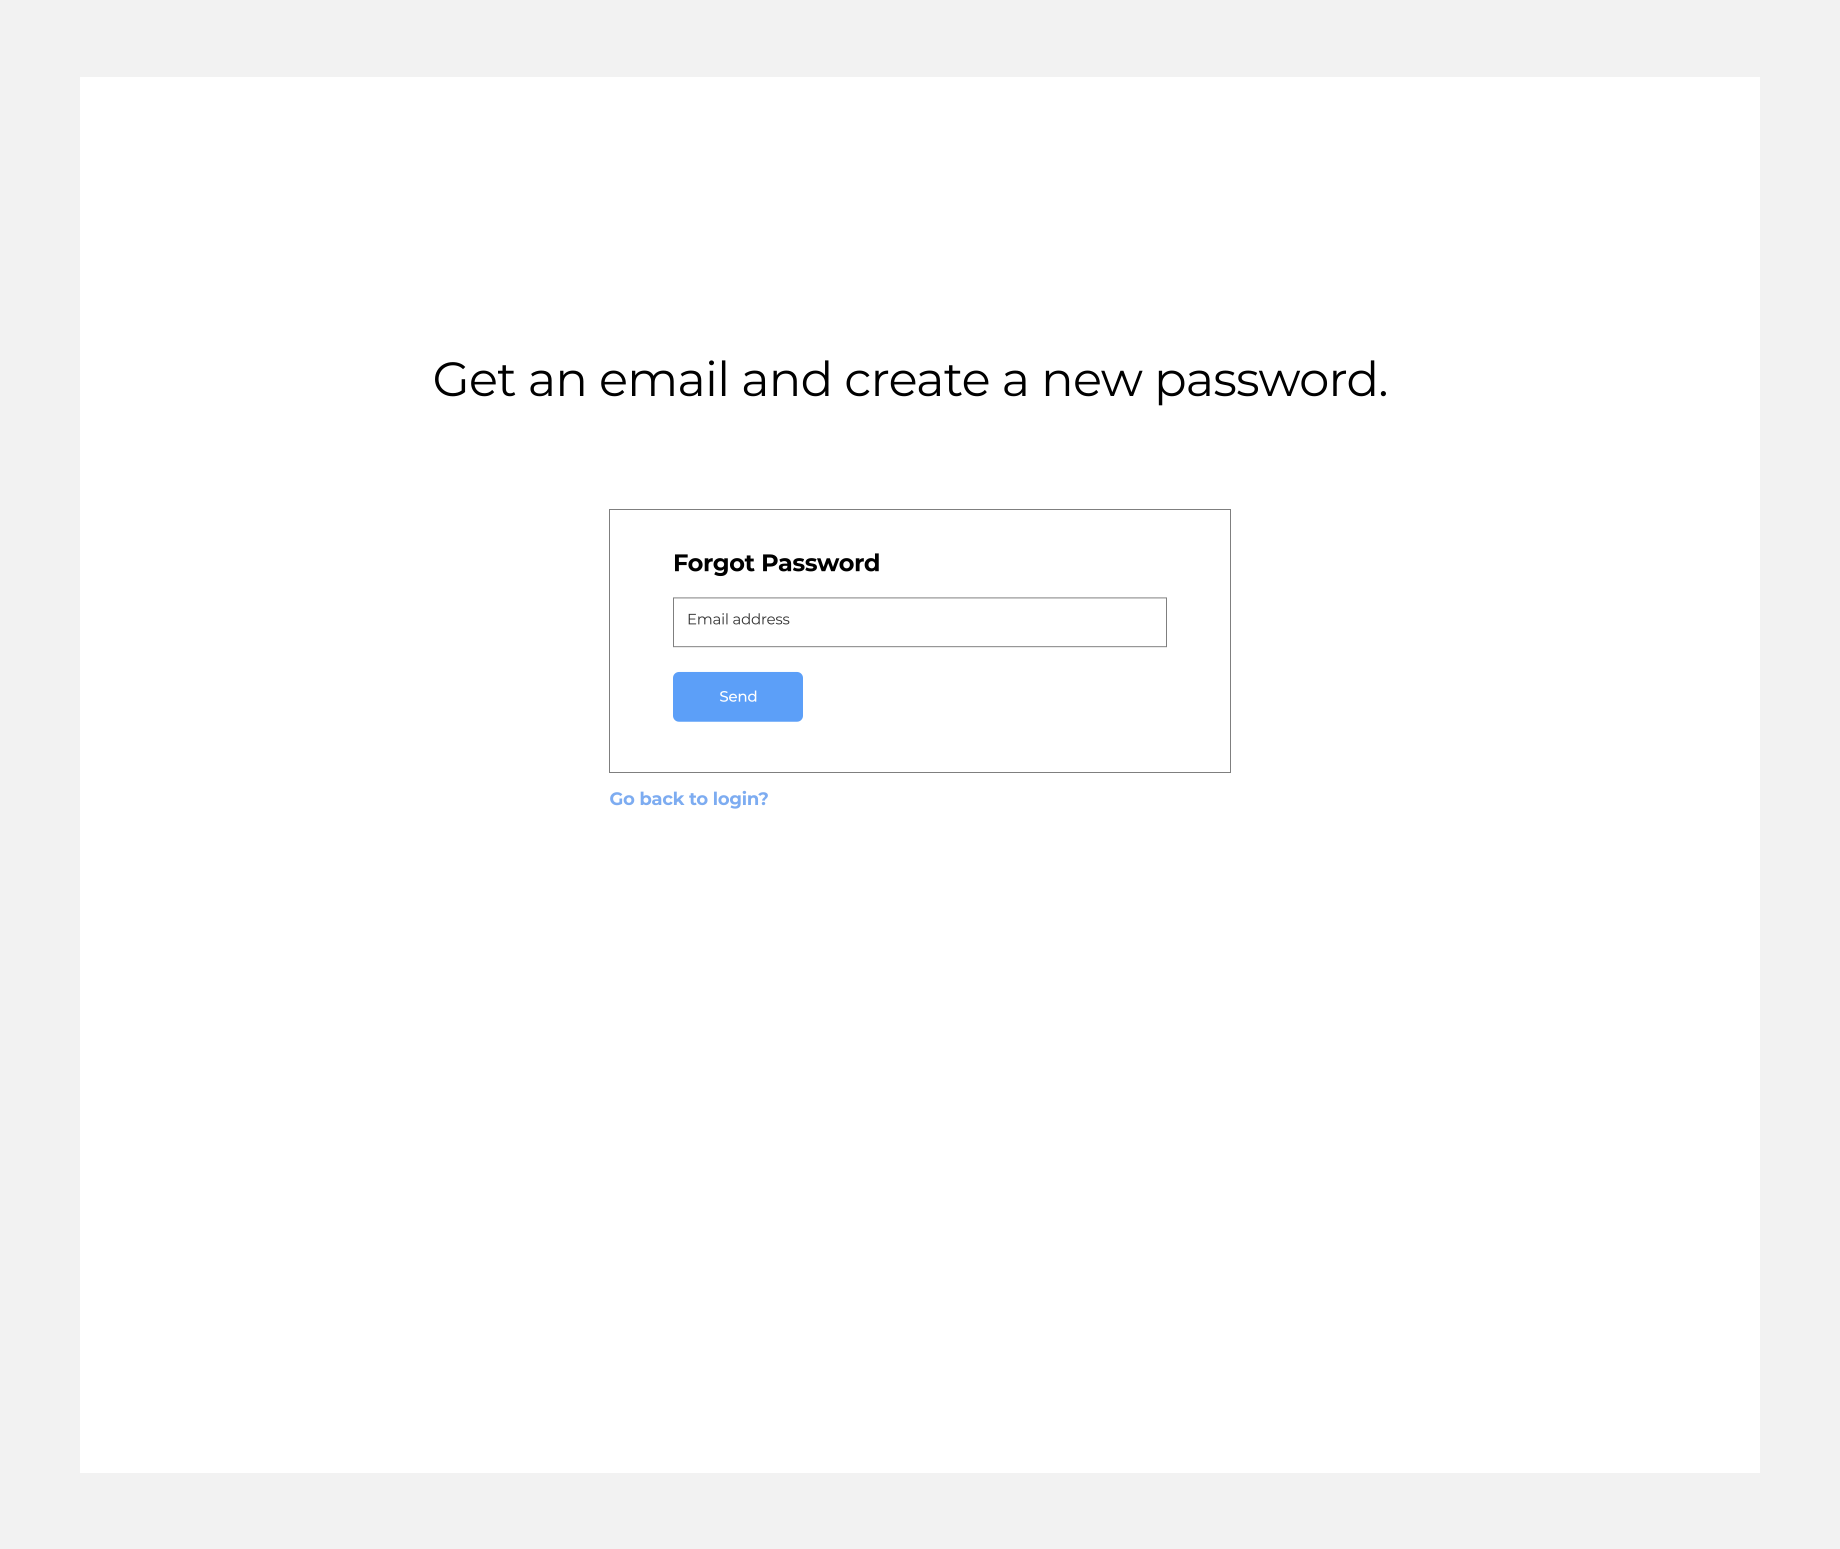 Get an email and create a new password.
Forgot Password
Email address
Send
Go back to login?